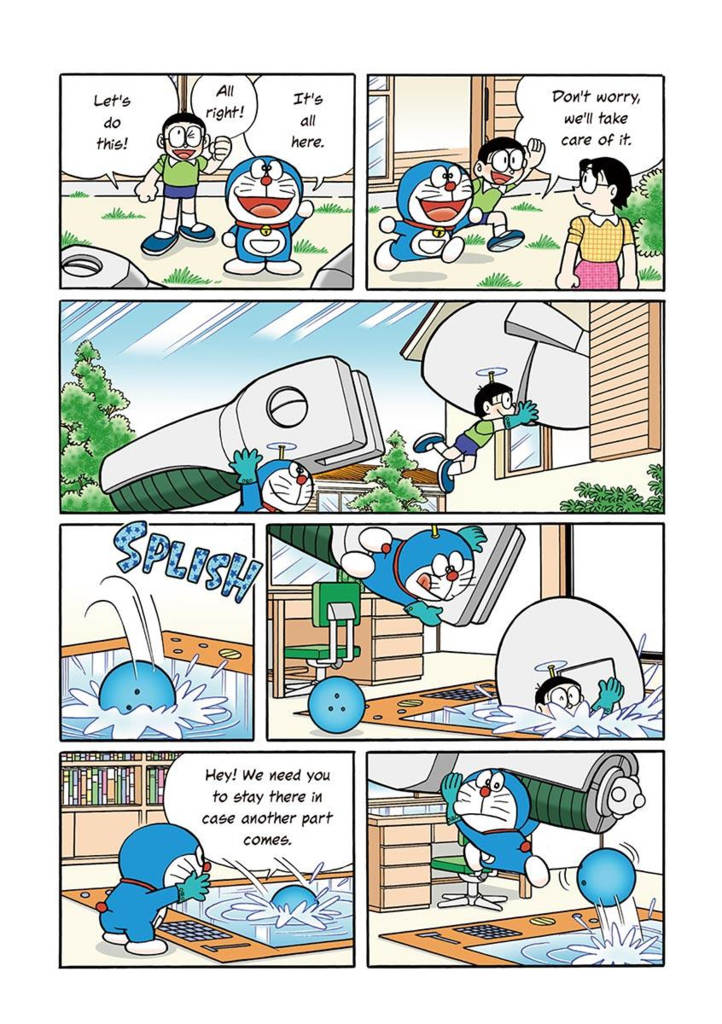 Don't worry,
we'll take
care of it.
It's
all
here.
All
right!
Let's
do
this!
SPLISH
Hey! We need you
to stay there in
case another part
comes.